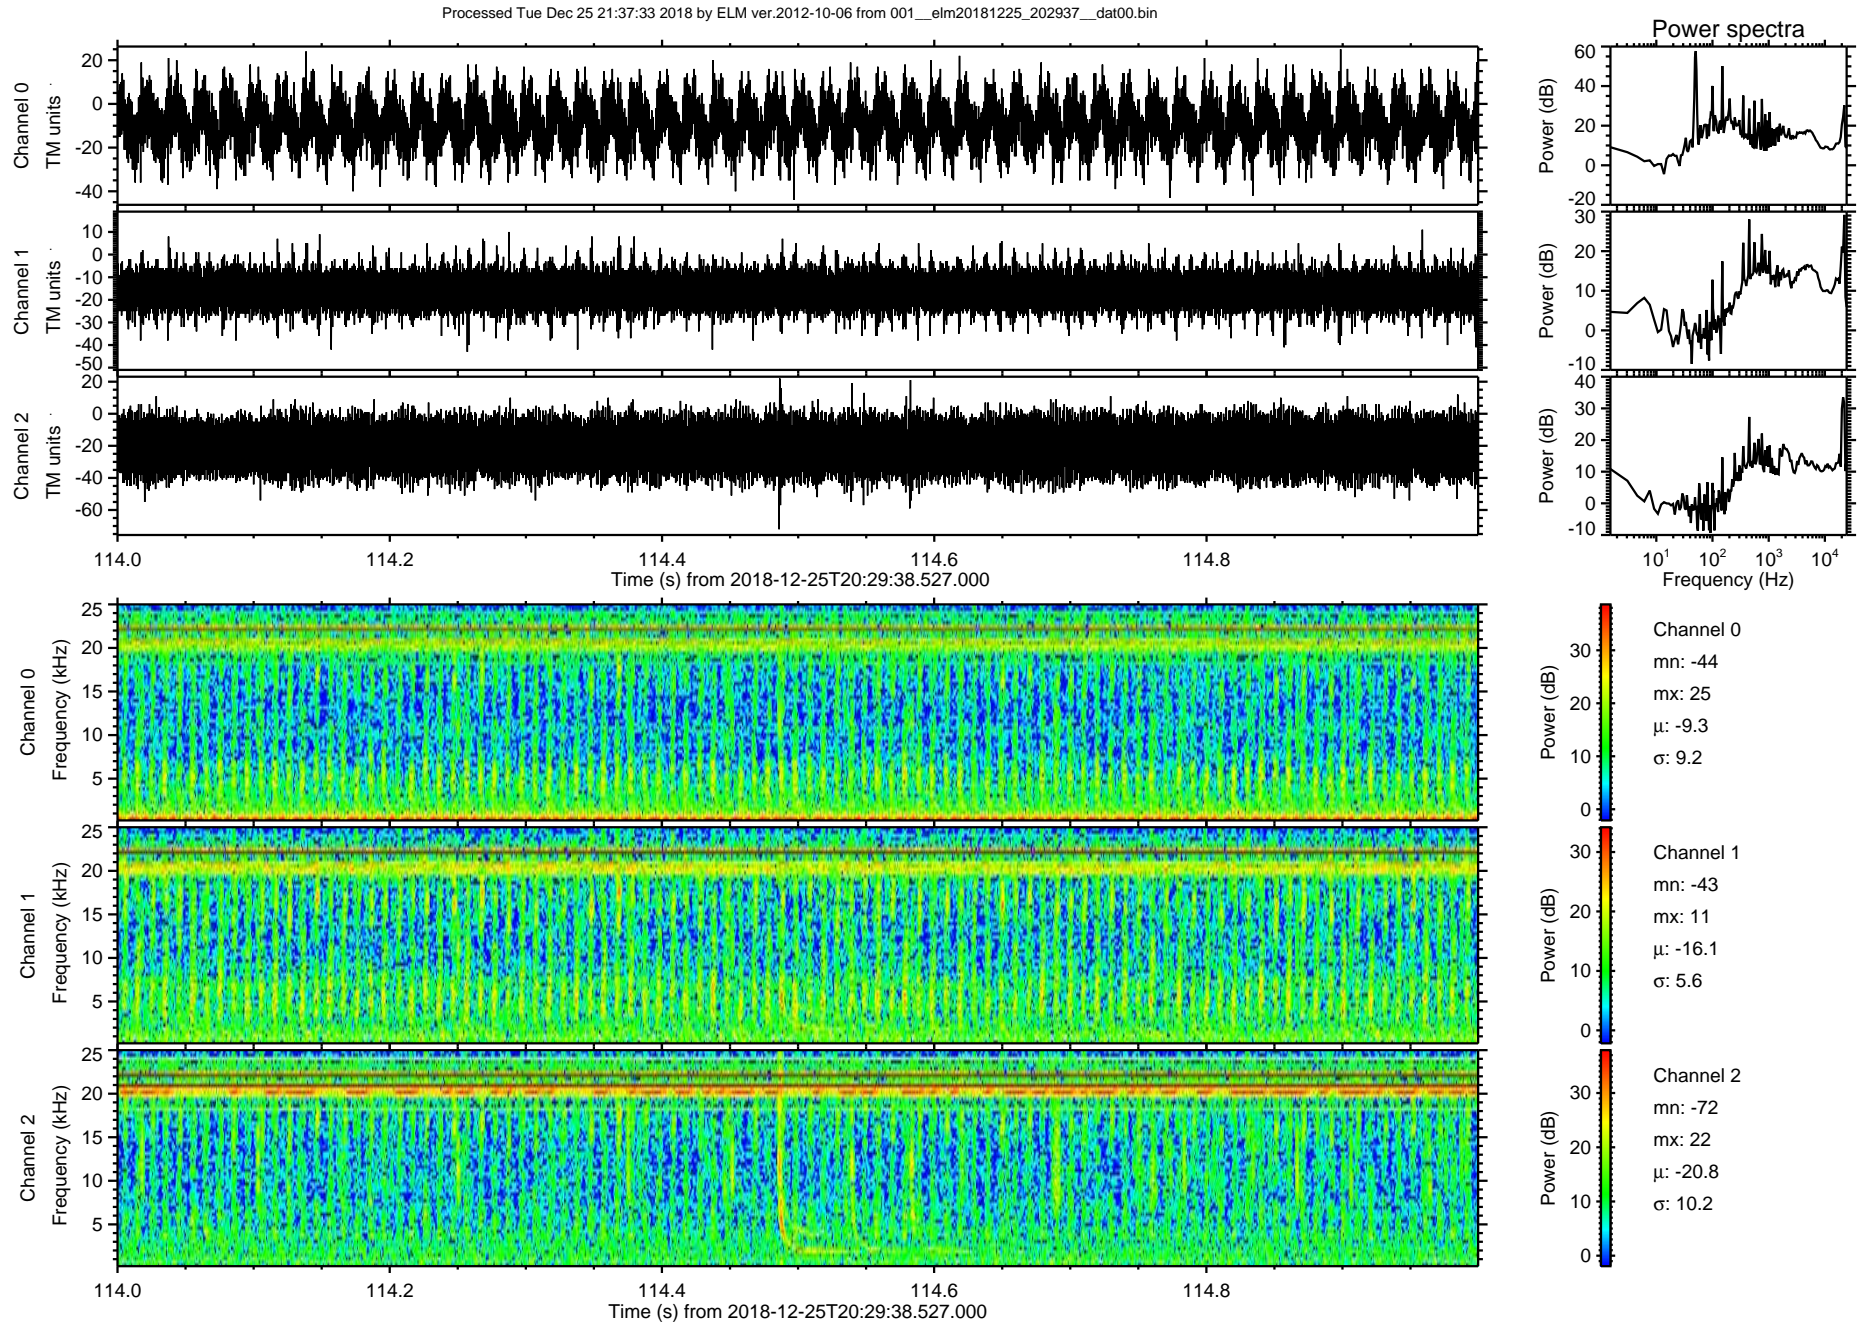 Processed Tue Dec 25 21:37:33 2018 by ELM ver.2012-10-06 from 001__elm20181225_202937__dat00.bin
Power spectra
Channel 0
TM units
20
0
-20
-40
Power (dB)
60
40
20
0
-20
Channel 1
TM units
10
0
-10
-20
-30
-40
-50
Power (dB)
30
20
10
0
-10
Channel 2
TM units
20
0
-20
-40
-60
Power (dB)
40
30
20
10
0
-10
114.0 114.2 114.4 114.6 114.8
Time (s) from 2018-12-25T20:29:38.527.000
10^1 10^2 10^3 10^4
Frequency (Hz)
Channel 0
Frequency (kHz)
25
20
15
10
5
Power (dB)
30
20
10
0
Channel 0
mn: -44
mx: 25
μ: -9.3
σ: 9.2
Channel 1
Frequency (kHz)
25
20
15
10
5
Power (dB)
30
20
10
0
Channel 1
mn: -43
mx: 11
μ: -16.1
σ: 5.6
Channel 2
Frequency (kHz)
25
20
15
10
5
Power (dB)
30
20
10
0
Channel 2
mn: -72
mx: 22
μ: -20.8
σ: 10.2
114.0 114.2 114.4 114.6 114.8
Time (s) from 2018-12-25T20:29:38.527.000